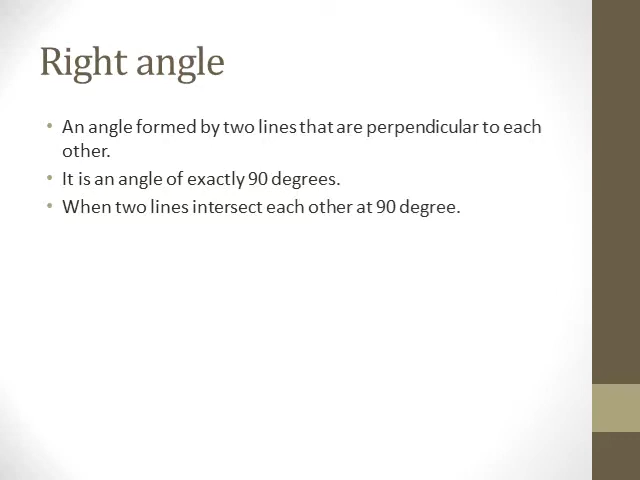 Right angle
• An angle formed by two lines that are perpendicular to each
other.
• It is an angle of exactly 90 degrees.
• When two lines intersect each other at 90 degree.